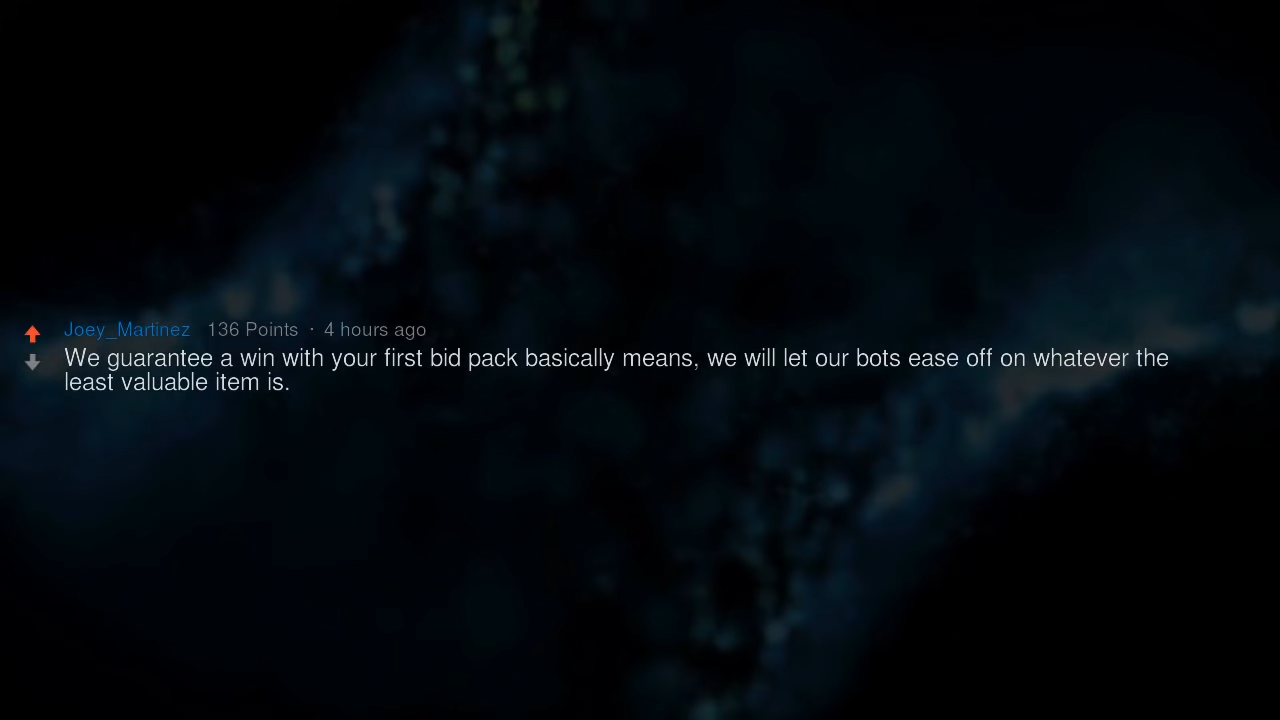 Joey_Martinez 136 Points · 4 hours ago
We guarantee a win with your first bid pack basically means, we will let our bots ease off on whatever the
least valuable item is.